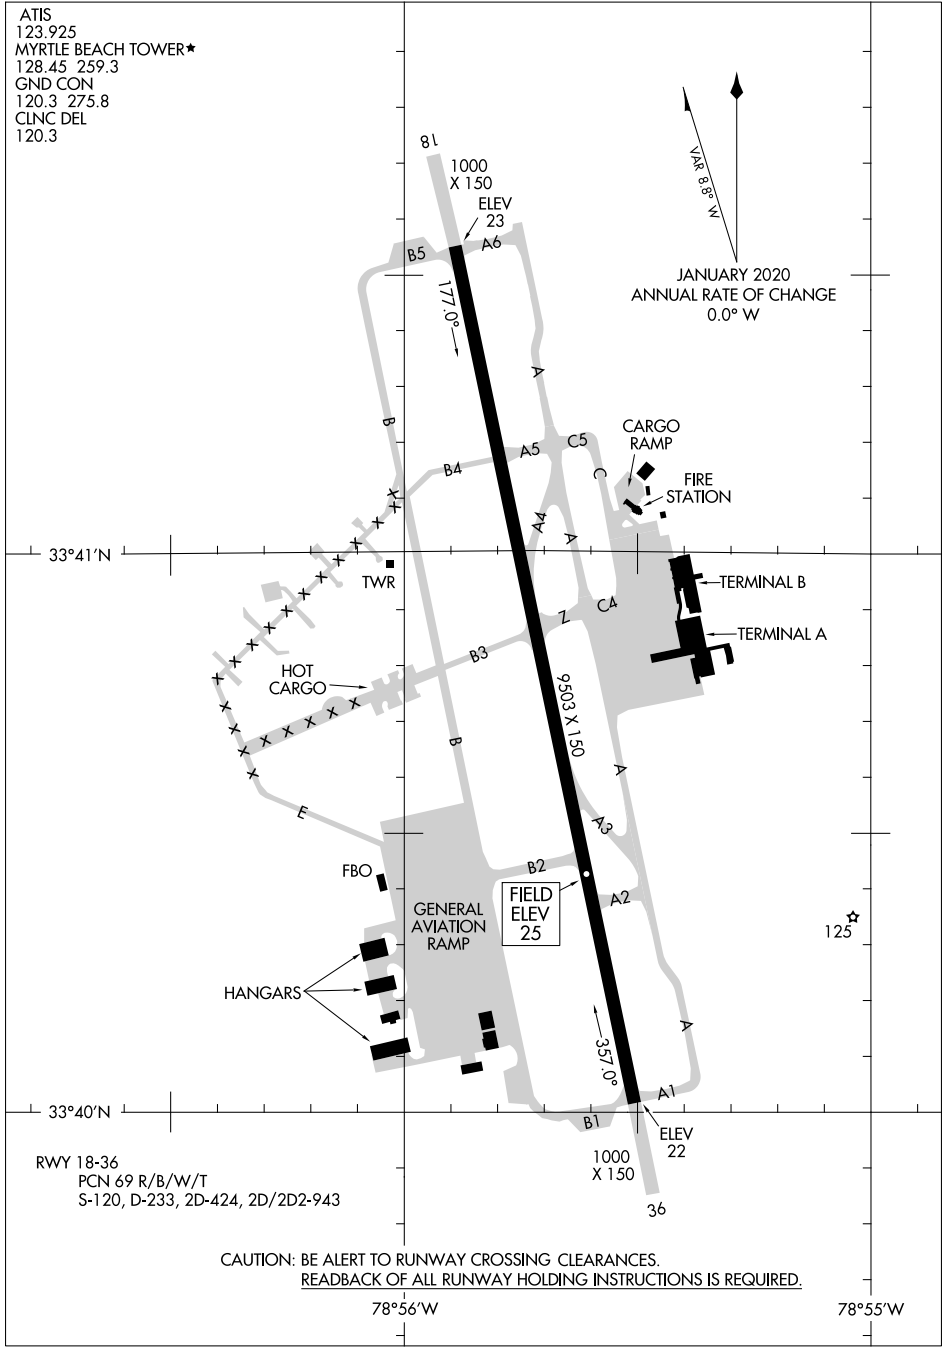 ATIS
123.925
MYRTLE BEACH TOWER★
128.45 259.3
GND CON
120.3 275.8
CLNC DEL
120.3
18
1000
X 150
ELEV
23
VAR 8.8° W
JANUARY 2020
ANNUAL RATE OF CHANGE
0.0° W
B5
A6
177.0°
A
B
CARGO
RAMP
A5
C5
B4
C
FIRE
STATION
A4
A
33°41'N
TWR
TERMINAL B
C4
Z
TERMINAL A
B3
HOT
CARGO
9503 X 150
B
A
E
A3
FBO
B2
FIELD
ELEV
25
A2
GENERAL
AVIATION
RAMP
125
HANGARS
A
357.0°
33°40'N
A1
B1
ELEV
22
1000
X 150
36
RWY 18-36
PCN 69 R/B/W/T
S-120, D-233, 2D-424, 2D/2D2-943
CAUTION: BE ALERT TO RUNWAY CROSSING CLEARANCES.
READBACK OF ALL RUNWAY HOLDING INSTRUCTIONS IS REQUIRED.
78°56'W
78°55'W